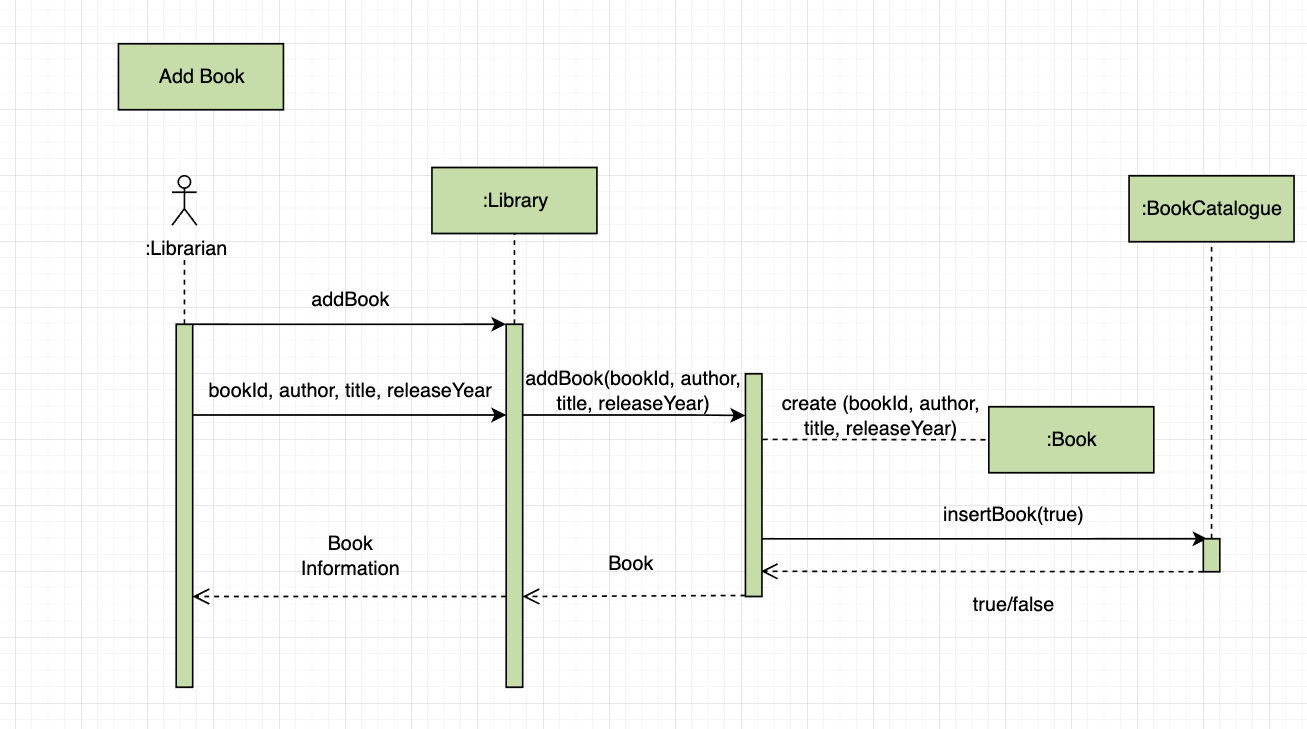 Add Book
:Library
:BookCatalogue
:Librarian
addBook
bookId, author, title, releaseYear
addBook(bookId, author,
title, releaseYear)
create (bookId, author,
title, releaseYear)
:Book
insertBook(true)
Book
Information
Book
true/false